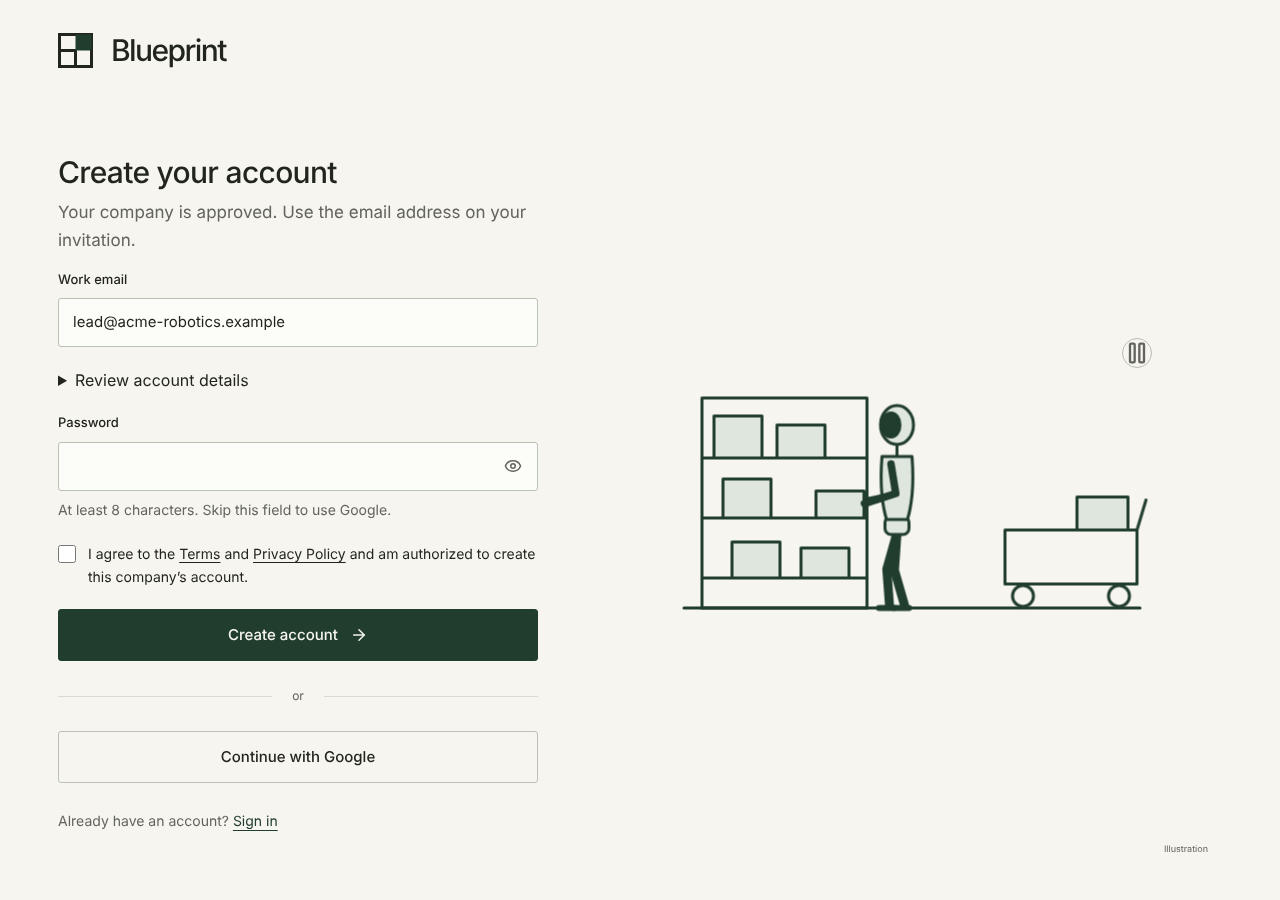 Blueprint
Create your account
Your company is approved. Use the email address on your
invitation.
Work email
lead@acme-robotics.example
Review account details
Password
At least 8 characters. Skip this field to use Google.
I agree to the Terms and Privacy Policy and am authorized to create
this company’s account.
Create account
or
Continue with Google
Already have an account? Sign in
Illustration